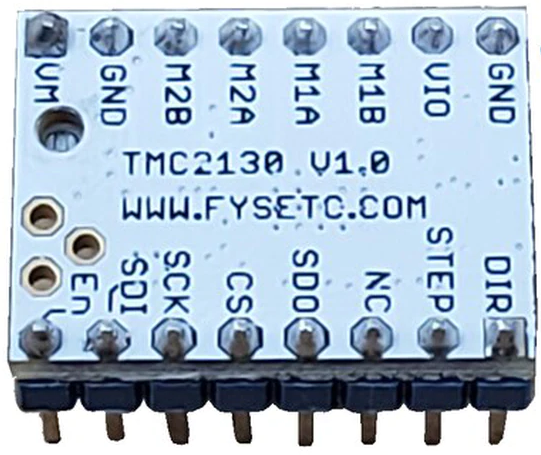 VM GND M2B M2A M1A M1B VIO GND
TMC2130 V1.0
WWW.FYSETC.COM
En SDI SCK CS SDO NC STEP DIR